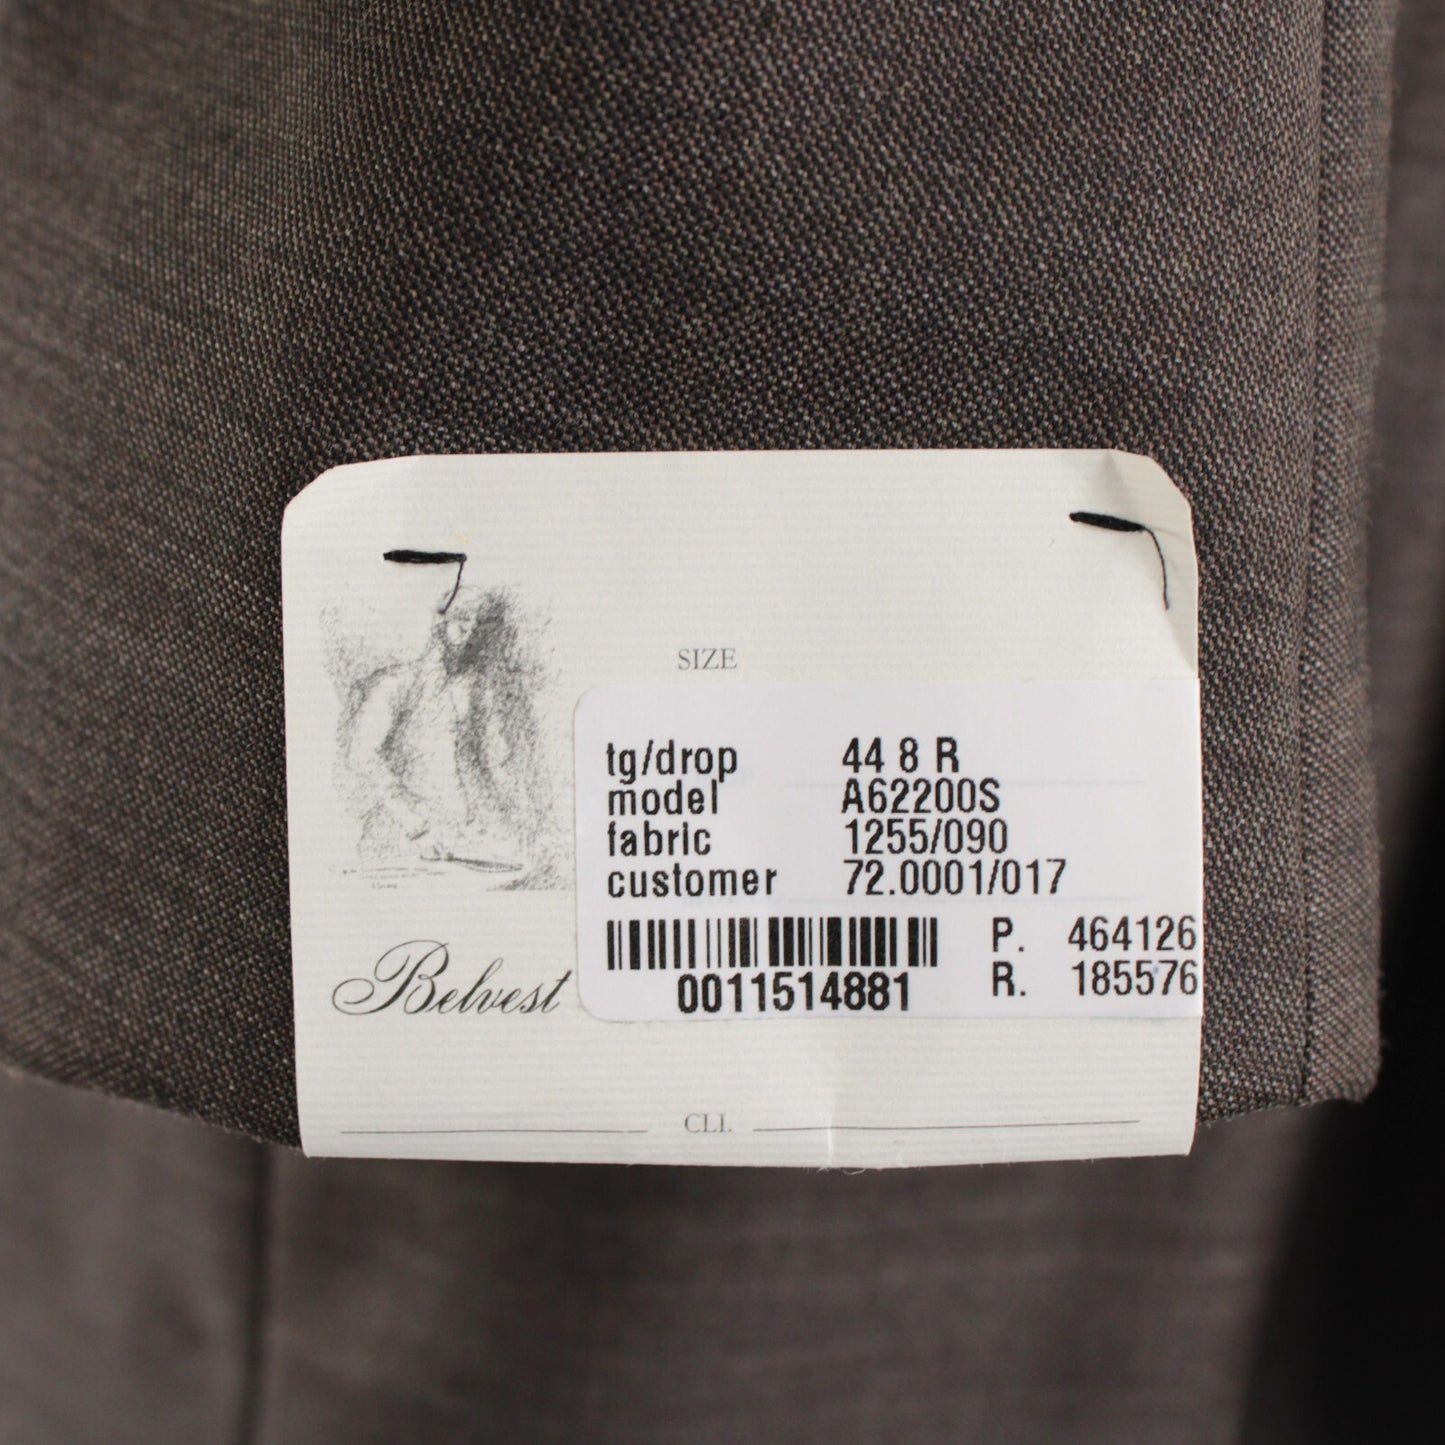 SIZE
tg/drop 44 8 R
model A62200S
fabric 1255/090
customer 72.0001/017
P. 464126
R. 185576
0011514881
Belvest
CLI.